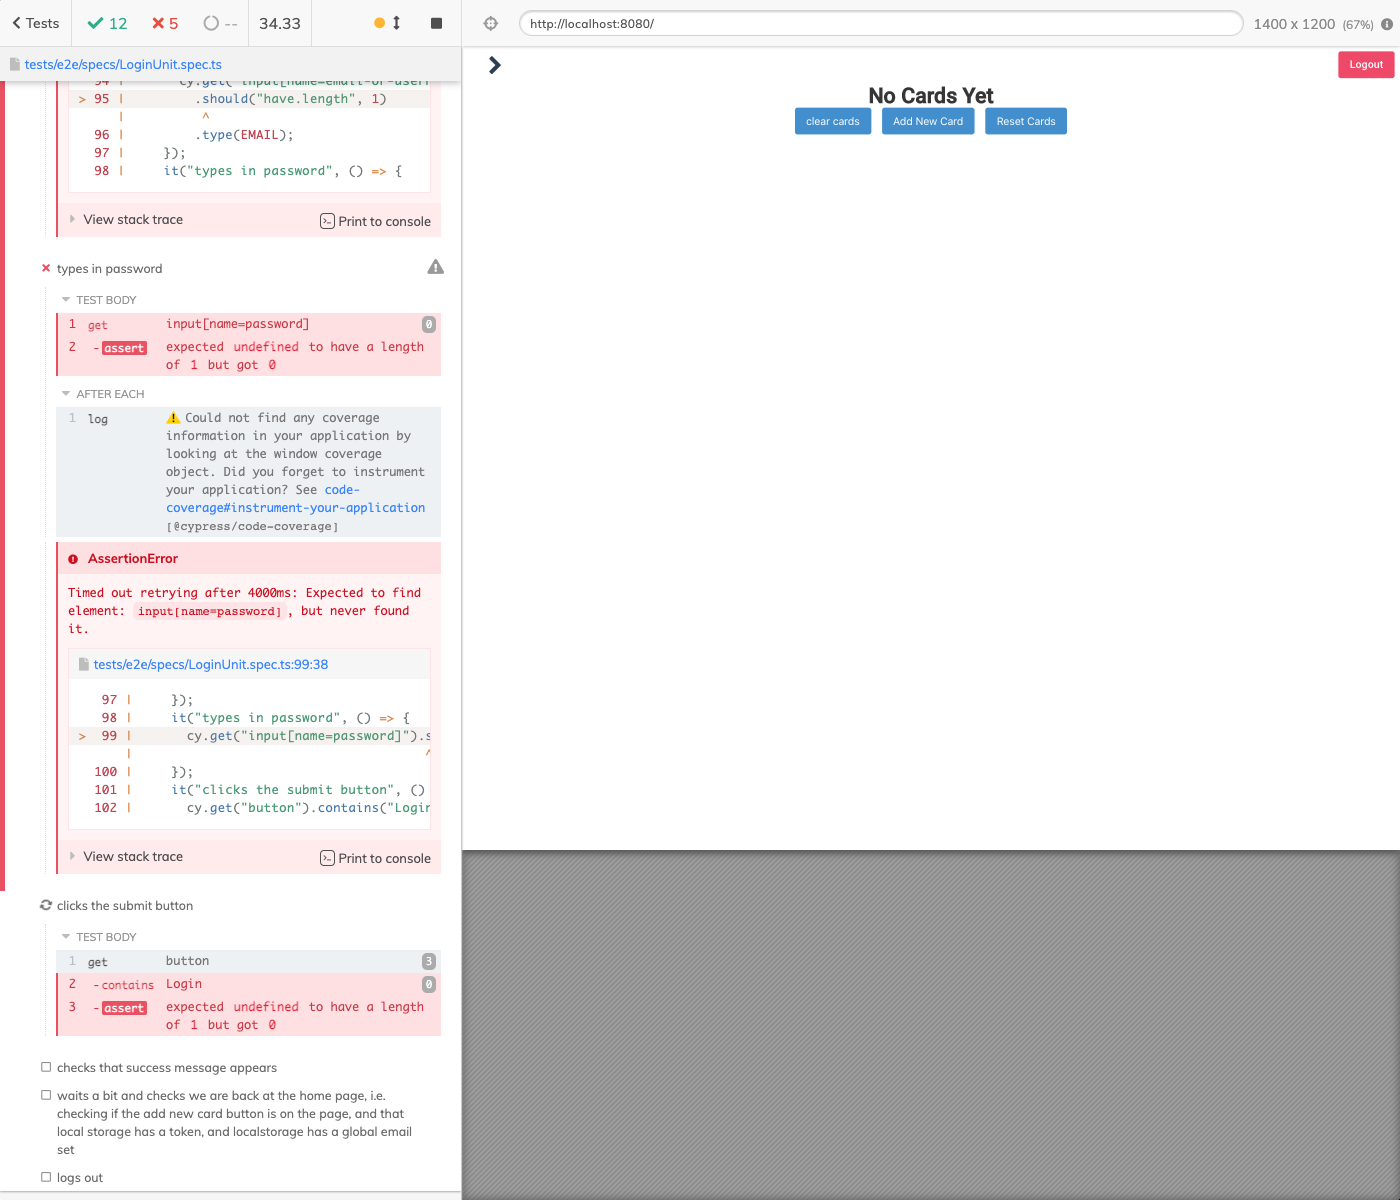 Tests
12
5
--
34.33
http://localhost:8080/
1400 x 1200 (67%)
tests/e2e/specs/LoginUnit.spec.ts
Logout
No Cards Yet
clear cards
Add New Card
Reset Cards
> 95 | .should("have.length", 1)
| ^
96 | .type(EMAIL);
97 | });
98 | it("types in password", () => {
View stack trace
Print to console
types in password
TEST BODY
1 get input[name=password] 0
2 -assert expected undefined to have a length
of 1 but got 0
AFTER EACH
1 log Could not find any coverage
information in your application by
looking at the window coverage
object. Did you forget to instrument
your application? See code-
coverage#instrument-your-application
[@cypress/code-coverage]
AssertionError
Timed out retrying after 4000ms: Expected to find
element: input[name=password], but never found
it.
tests/e2e/specs/LoginUnit.spec.ts:99:38
97 | });
98 | it("types in password", () => {
> 99 | cy.get("input[name=password]").s
| ^
100 | });
101 | it("clicks the submit button", ()
102 | cy.get("button").contains("Login
View stack trace
Print to console
clicks the submit button
TEST BODY
1 get button 3
2 -contains Login 0
3 -assert expected undefined to have a length
of 1 but got 0
checks that success message appears
waits a bit and checks we are back at the home page, i.e.
checking if the add new card button is on the page, and that
local storage has a token, and localstorage has a global email
set
logs out